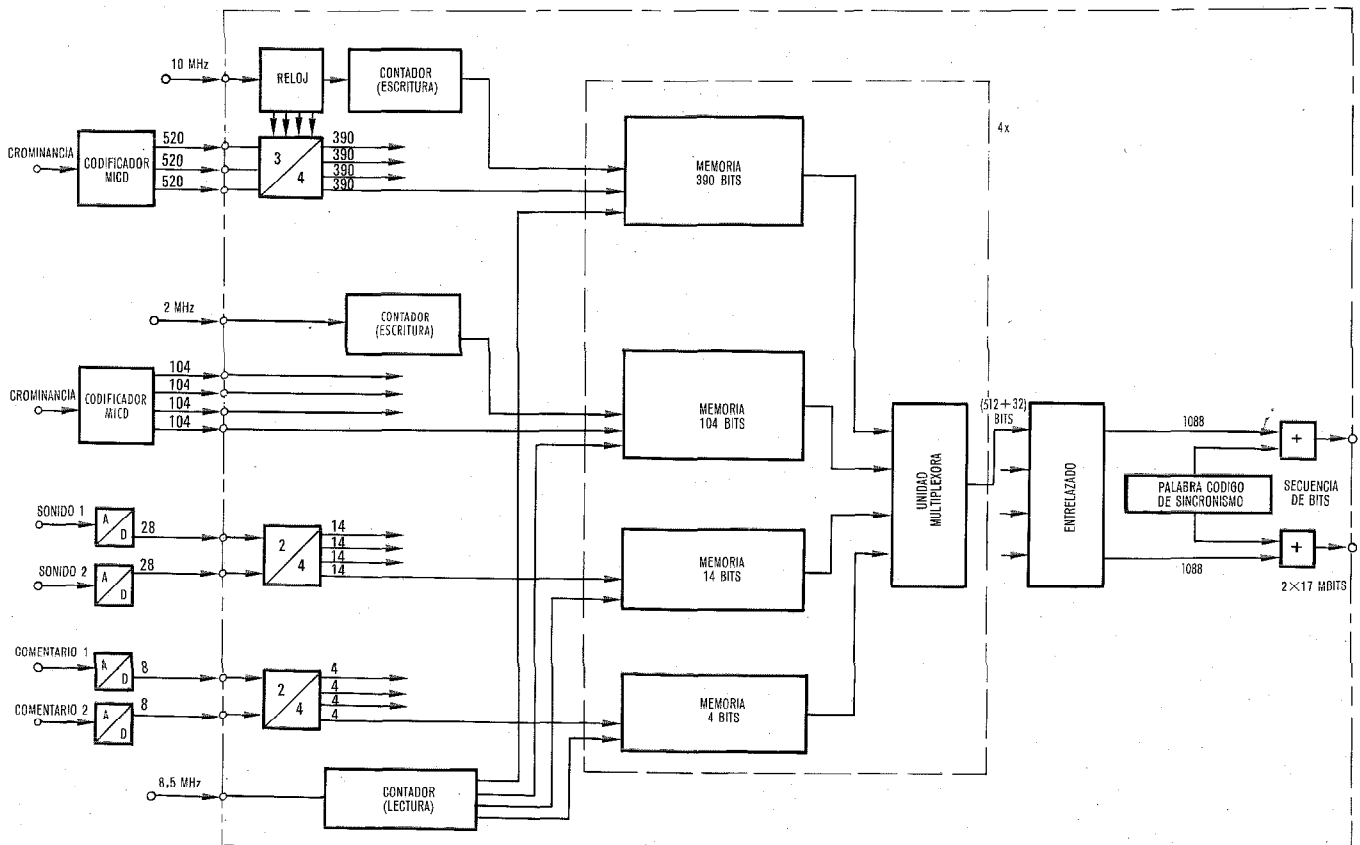 10 MHz
RELOJ
CONTADOR
(ESCRITURA)
4x
CROMINANCIA
CODIFICADOR
MICD
520
520
520
3
4
390
390
390
390
MEMORIA
390 BITS
2 MHz
CONTADOR
(ESCRITURA)
CROMINANCIA
CODIFICADOR
MICD
104
104
104
104
MEMORIA
104 BITS
UNIDAD
MULTIPLEXORA
(512+32)
BITS
ENTRELAZADO
1088
+
PALABRA CODIGO
DE SINCRONISMO
SECUENCIA
DE BITS
+
1088
2×17 MBITS
SONIDO 1
A
D
28
SONIDO 2
A
D
28
2
4
14
14
14
14
MEMORIA
14 BITS
COMENTARIO 1
A
D
8
COMENTARIO 2
A
D
8
2
4
4
4
4
4
MEMORIA
4 BITS
8,5 MHz
CONTADOR
(LECTURA)